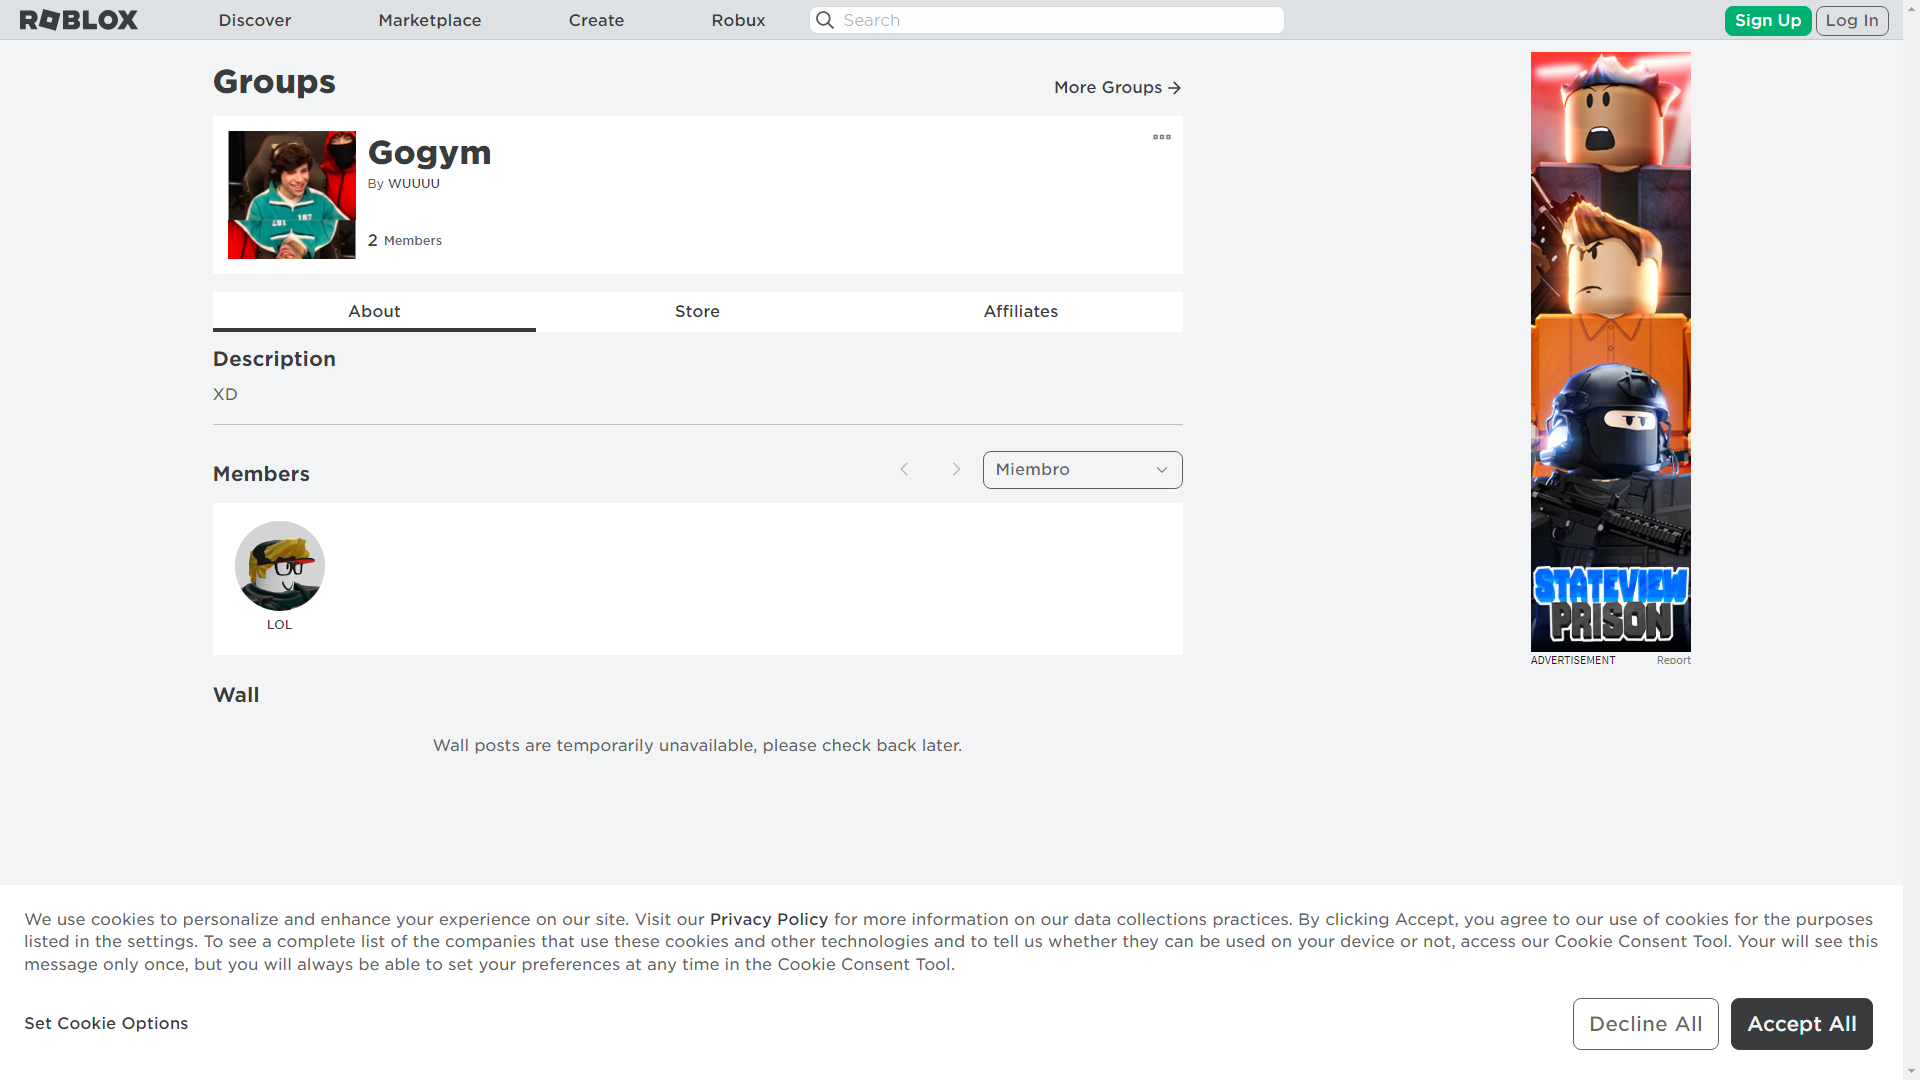 ROBLOX Discover Marketplace Create Robux Search Sign Up Log In
Groups
More Groups
Gogym
By WUUUU
2 Members
About Store Affiliates
Description
XD
Members
Miembro
LOL
Wall
Wall posts are temporarily unavailable, please check back later.
STATEVIEW
PRISON
ADVERTISEMENT Report
We use cookies to personalize and enhance your experience on our site. Visit our Privacy Policy for more information on our data collections practices. By clicking Accept, you agree to our use of cookies for the purposes
listed in the settings. To see a complete list of the companies that use these cookies and other technologies and to tell us whether they can be used on your device or not, access our Cookie Consent Tool. Your will see this
message only once, but you will always be able to set your preferences at any time in the Cookie Consent Tool.
Set Cookie Options
Decline All
Accept All